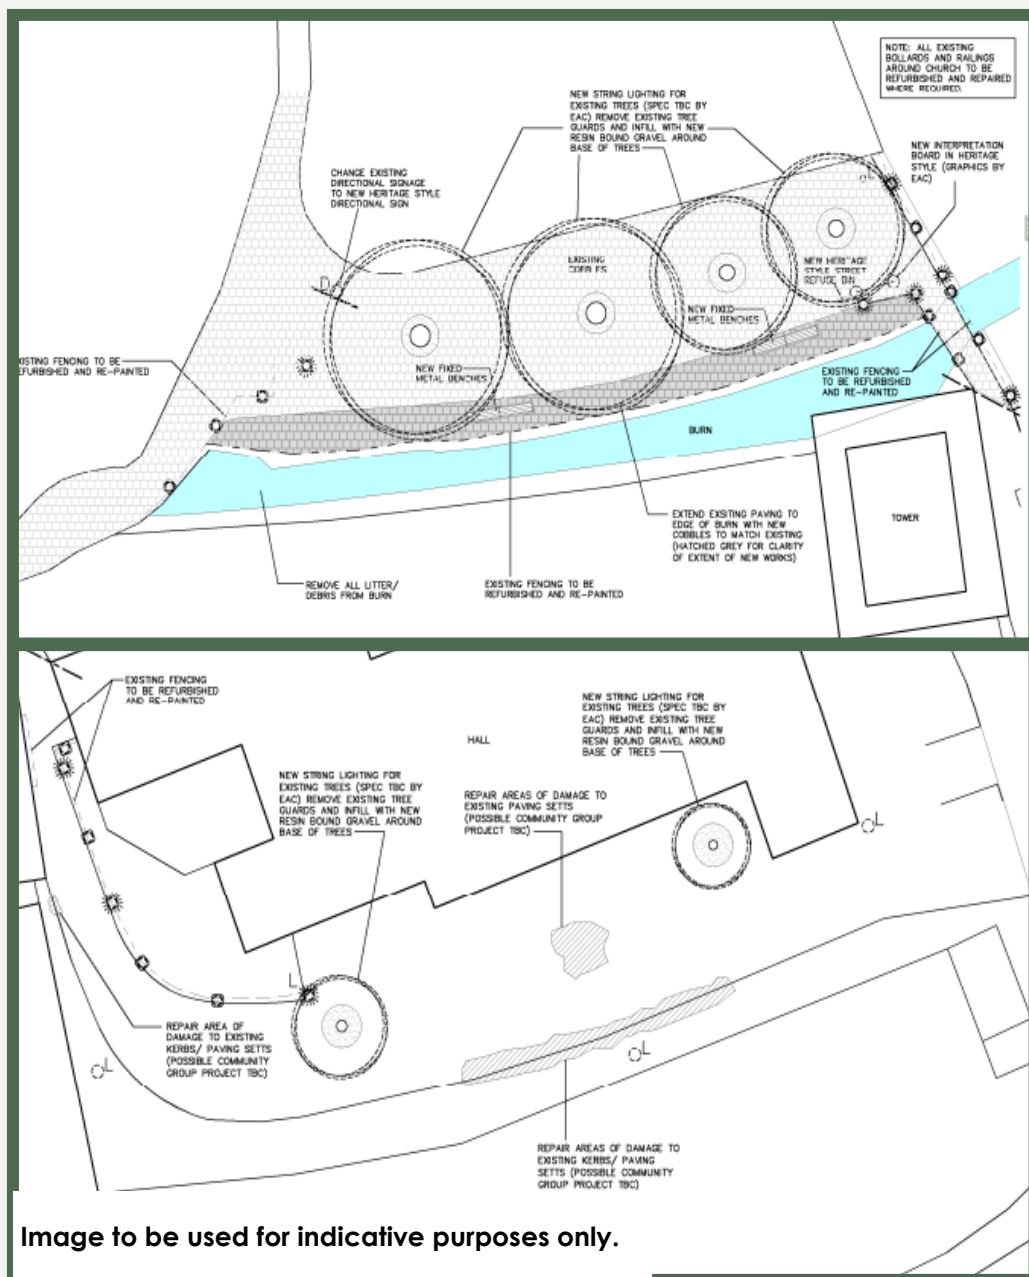 NOTE: ALL EXISTING
BOLLARDS AND RAILINGS
AROUND CHURCH TO BE
REFURBISHED AND REPAIRED
WHERE REQUIRED.
NEW STRING LIGHTING FOR
EXISTING TREES (SPEC TBC BY
EAC) REMOVE EXISTING TREE
GUARDS AND INFILL WITH NEW
RESIN BOUND GRAVEL AROUND
BASE OF TREES
NEW INTERPRETATION
BOARD IN HERITAGE
STYLE (GRAPHICS BY
EAC)
CHANGE EXISTING
DIRECTIONAL SIGNAGE
TO NEW HERITAGE STYLE
DIRECTIONAL SIGN
L
D
EXISTING
COBBLES
NEW HERITAGE
STYLE STREET
REFUSE BIN
NEW FIXED
METAL BENCHES
NEW FIXED
METAL BENCHES
ISTING FENCING TO BE
EFURBISHED AND RE-PAINTED
EXISTING FENCING
TO BE REFURBISHED
AND RE-PAINTED
BURN
TOWER
EXTEND EXSITING PAVING TO
EDGE OF BURN WITH NEW
COBBLES TO MATCH EXISTING
(HATCHED GREY FOR CLARITY
OF EXTENT OF NEW WORKS)
REMOVE ALL LITTER/
DEBRIS FROM BURN
EXISTING FENCING TO BE
REFURBISHED AND RE-PAINTED
EXISTING FENCING
TO BE REFURBISHED
AND RE-PAINTED
NEW STRING LIGHTING FOR
EXISTING TREES (SPEC TBC BY
EAC) REMOVE EXISTING TREE
GUARDS AND INFILL WITH NEW
RESIN BOUND GRAVEL AROUND
BASE OF TREES
HALL
NEW STRING LIGHTING FOR
EXISTING TREES (SPEC TBC BY
EAC) REMOVE EXISTING TREE
GUARDS AND INFILL WITH NEW
RESIN BOUND GRAVEL AROUND
BASE OF TREES
REPAIR AREAS OF DAMAGE TO
EXISTING PAVING SETTS
(POSSIBLE COMMUNITY GROUP
PROJECT TBC)
L
L
REPAIR AREA OF
DAMAGE TO EXISTING
KERBS/ PAVING SETTS
(POSSIBLE COMMUNITY
GROUP PROJECT TBC)
L
L
REPAIR AREAS OF DAMAGE TO
EXISTING KERBS/ PAVING
SETTS (POSSIBLE COMMUNITY
GROUP PROJECT TBC)
Image to be used for indicative purposes only.